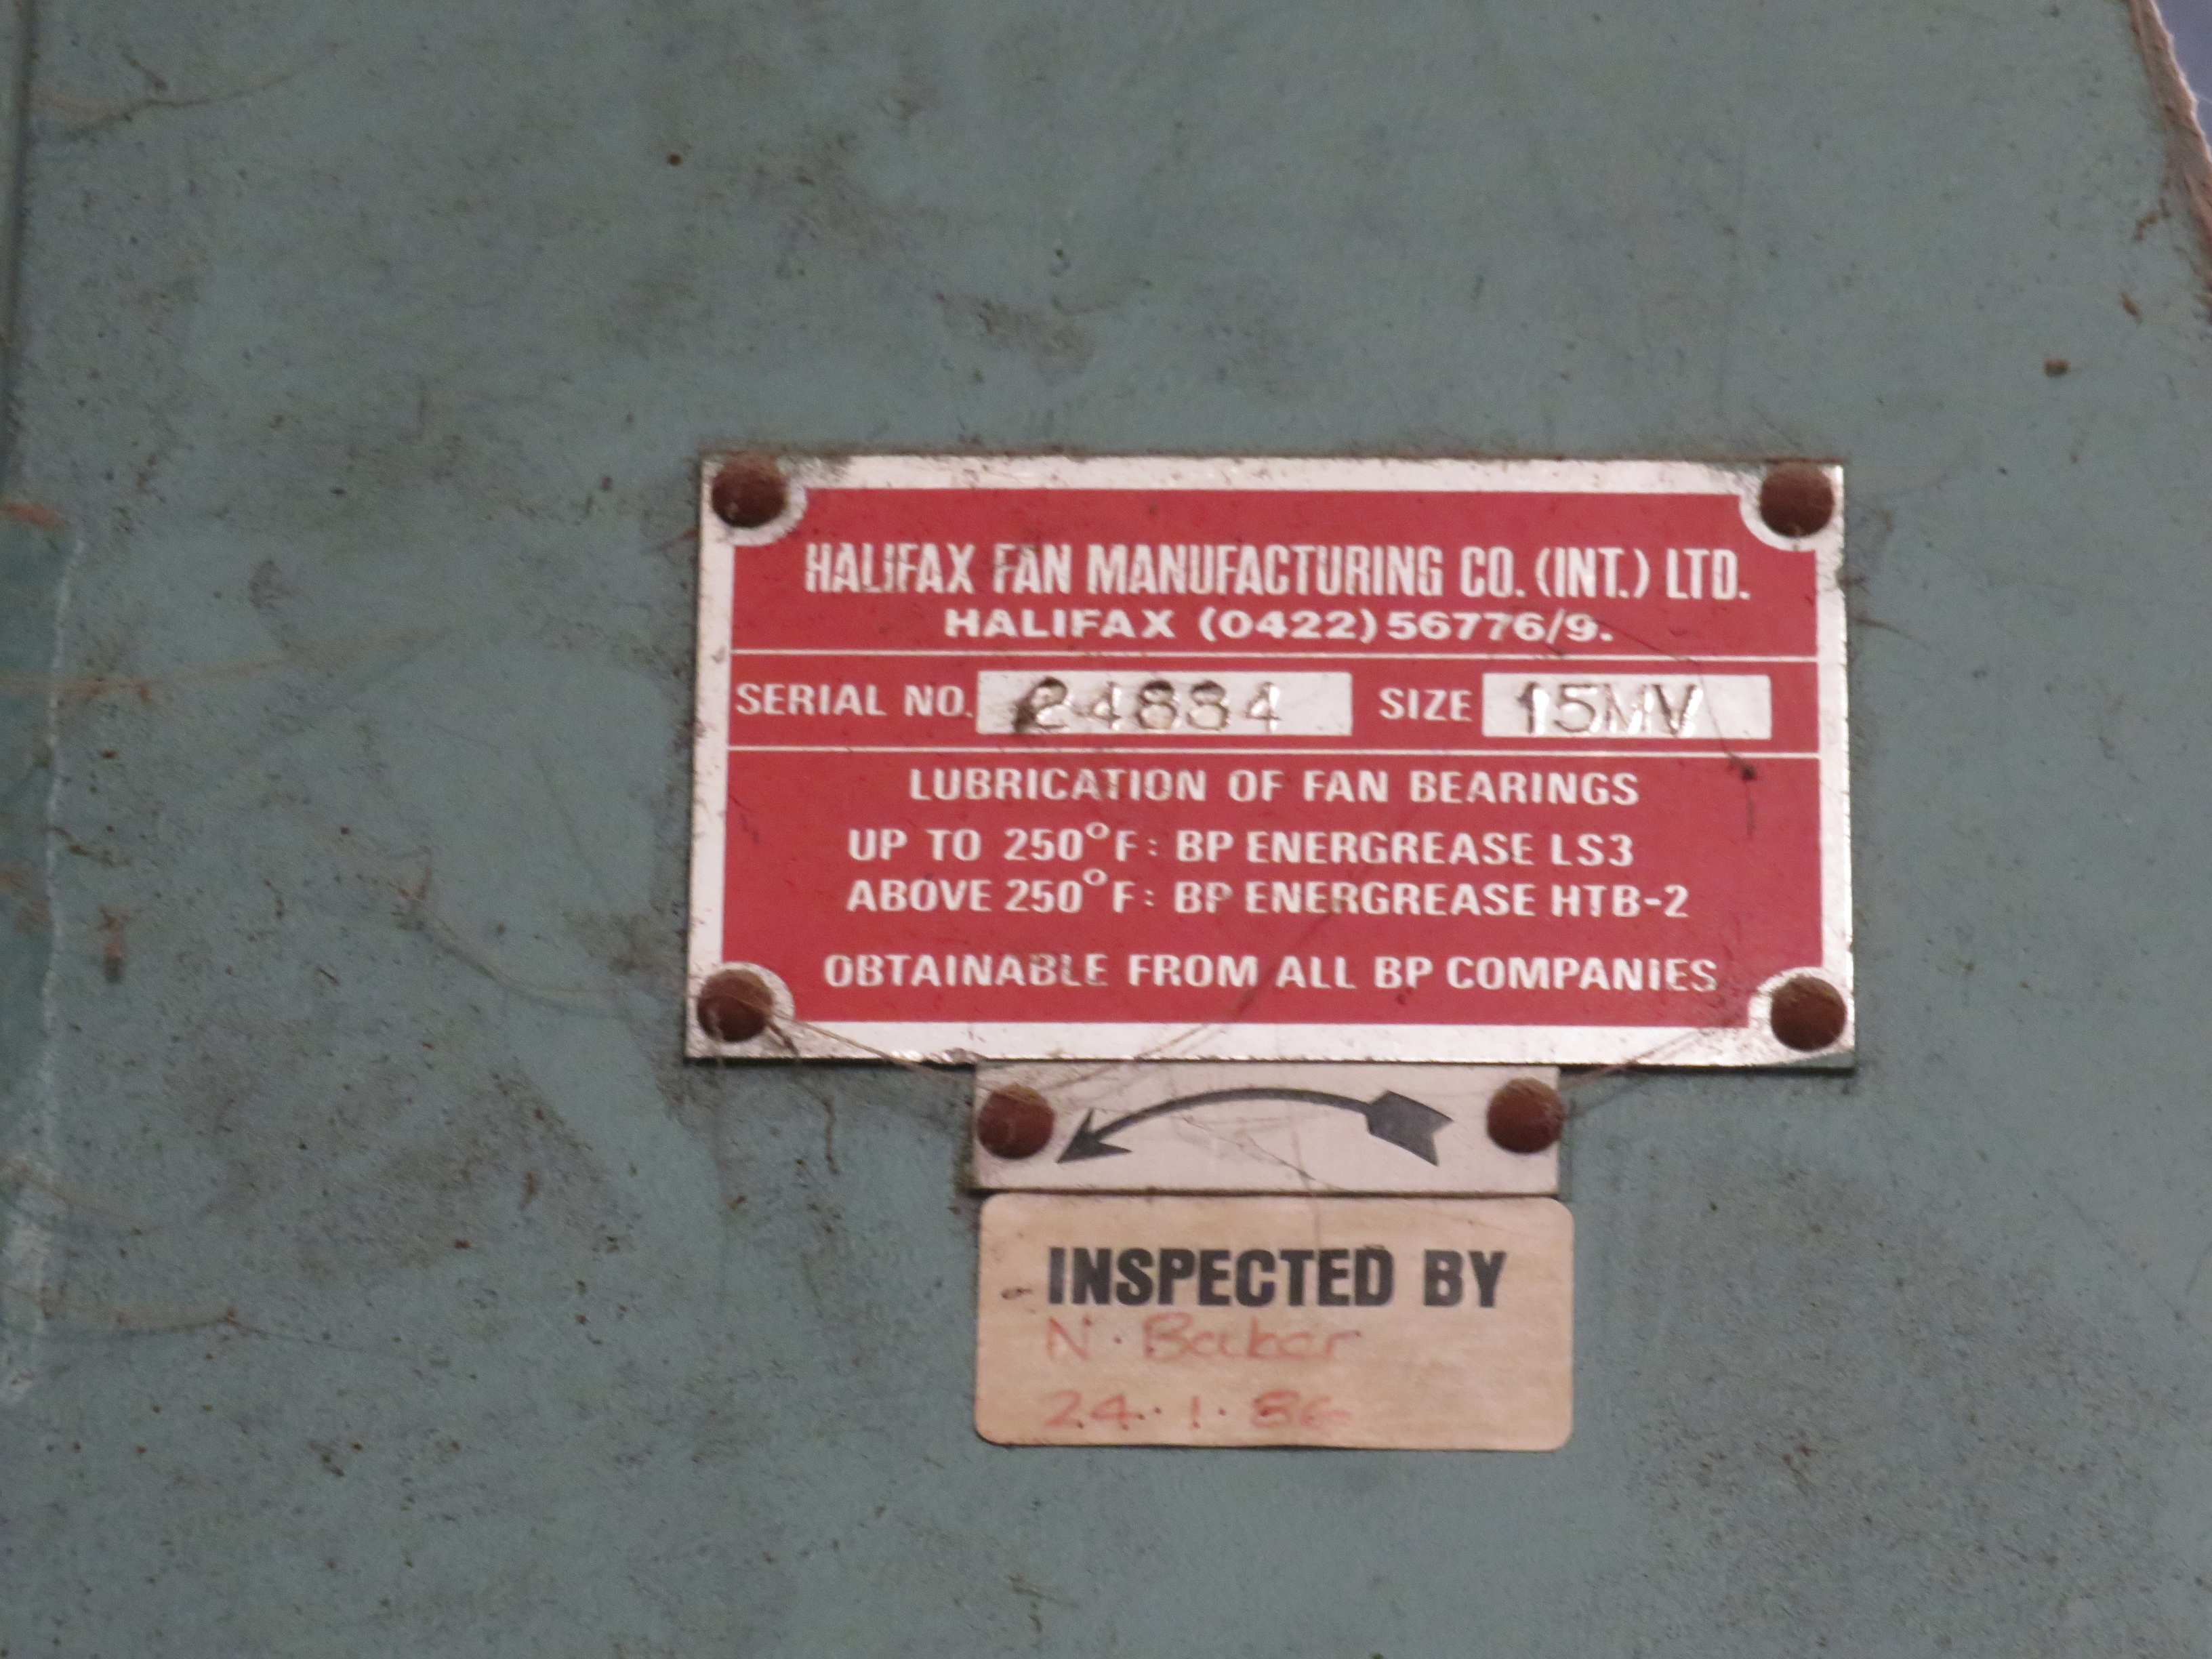 HALIFAX FAN MANUFACTURING CO. (INT.) LTD.
HALIFAX (0422) 56776/9.
SERIAL NO. 24884 SIZE 15MV
LUBRICATION OF FAN BEARINGS
UP TO 250°F: BP ENERGREASE LS3
ABOVE 250°F: BP ENERGREASE HTB-2
OBTAINABLE FROM ALL BP COMPANIES
INSPECTED BY
N. Baker
24.1.86